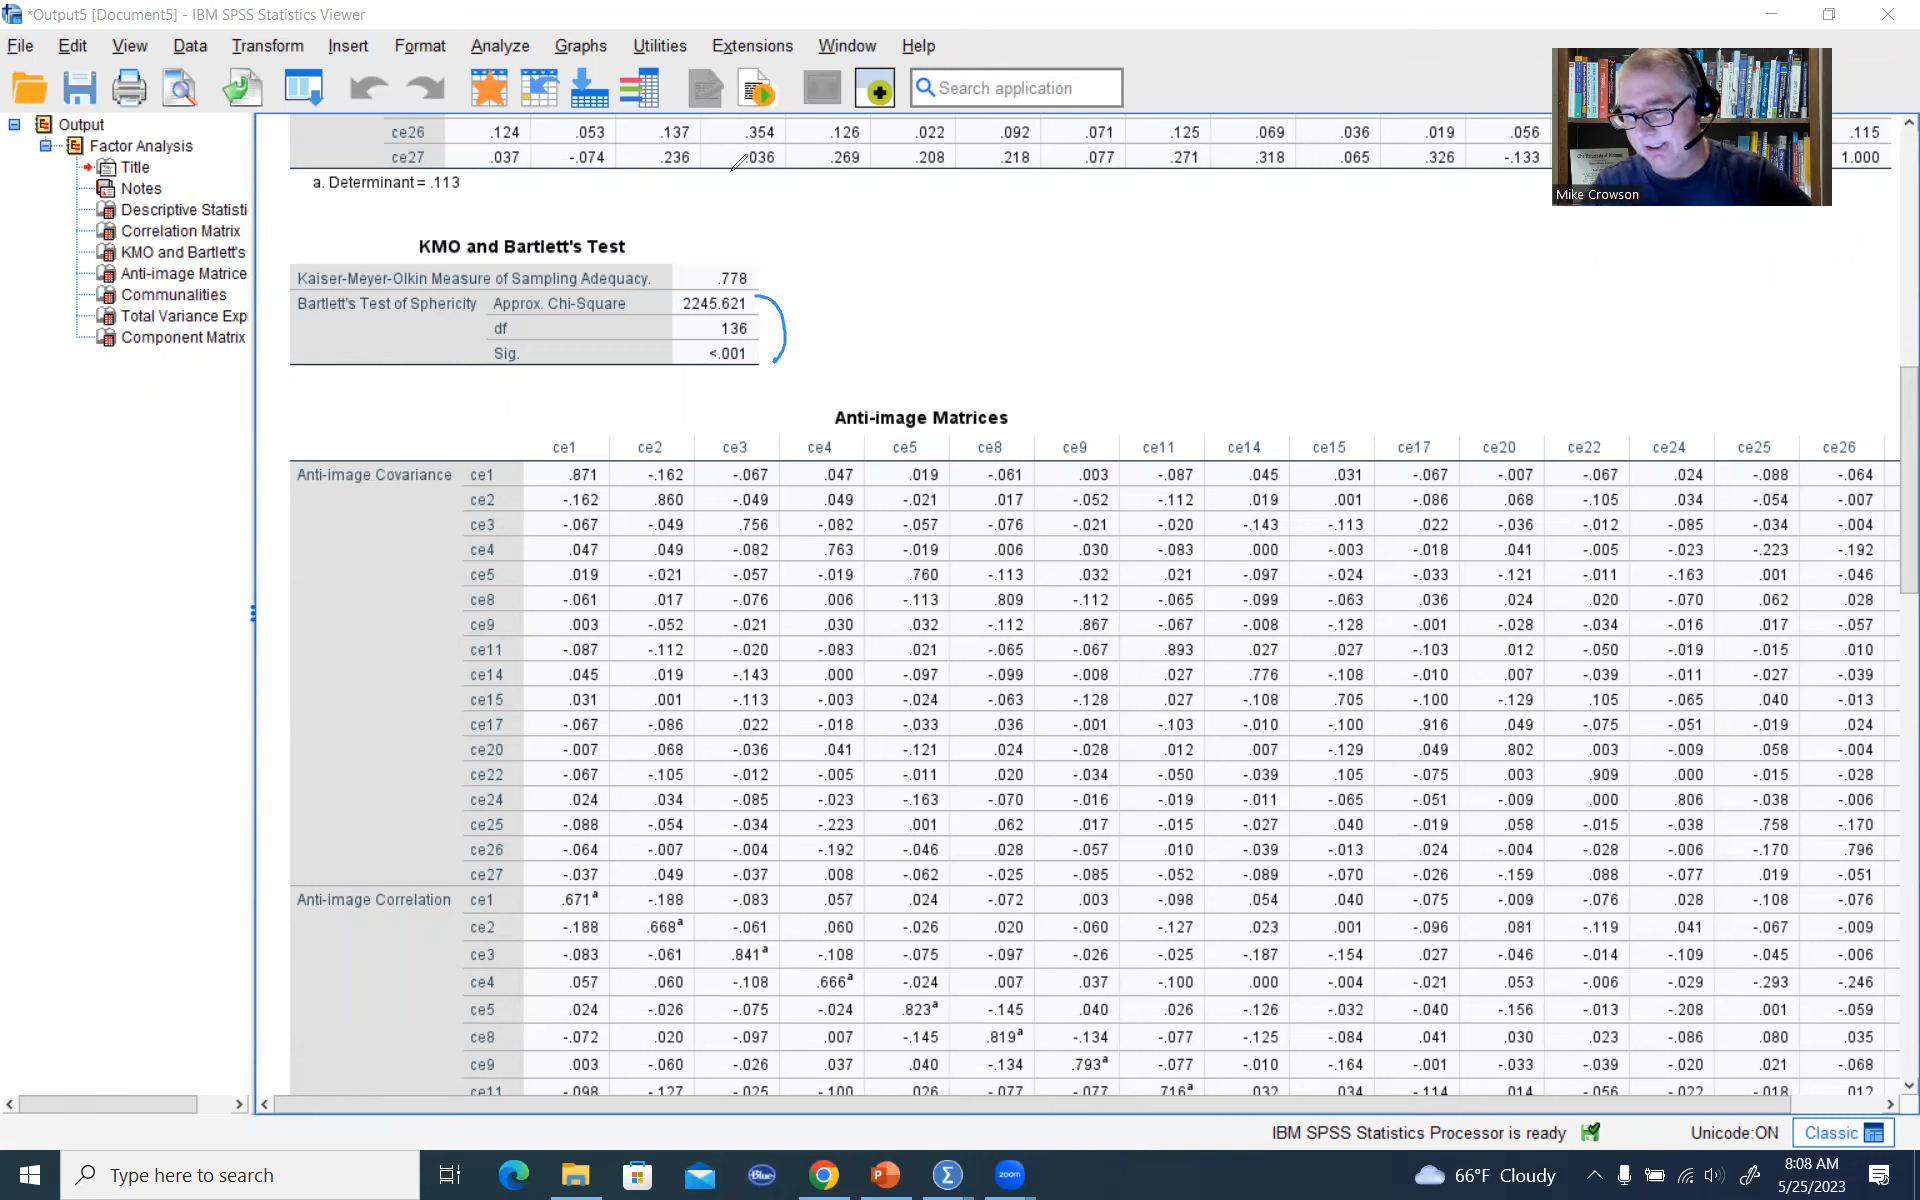 *Output5 [Document5] - IBM SPSS Statistics Viewer
File Edit View Data Transform Insert Format Analyze Graphs Utilities Extensions Window Help
Search application
Output
Factor Analysis
Title
Notes
Descriptive Statisti
Correlation Matrix
KMO and Bartlett's
Anti-image Matrice
Communalities
Total Variance Exp
Component Matrix
ce26 .124 .053 .137 .354 .126 .022 .092 .071 .125 .069 .036 .019 .056 .115
ce27 .037 -.074 .236 .036 .269 .208 .218 .077 .271 .318 .065 .326 -.133 1.000
a. Determinant = .113
Mike Crowson
KMO and Bartlett's Test
Kaiser-Meyer-Olkin Measure of Sampling Adequacy. .778
Bartlett's Test of Sphericity Approx. Chi-Square 2245.621
df 136
Sig. <.001
Anti-image Matrices
ce1 ce2 ce3 ce4 ce5 ce8 ce9 ce11 ce14 ce15 ce17 ce20 ce22 ce24 ce25 ce26
Anti-image Covariance ce1 .871 -.162 -.067 .047 .019 -.061 .003 -.087 .045 .031 -.067 -.007 -.067 .024 -.088 -.064
ce2 -.162 .860 -.049 .049 -.021 .017 -.052 -.112 .019 .001 -.086 .068 -.105 .034 -.054 -.007
ce3 -.067 -.049 .756 -.082 -.057 -.076 -.021 -.020 -.143 -.113 .022 -.036 -.012 -.085 -.034 -.004
ce4 .047 .049 -.082 .763 -.019 .006 .030 -.083 .000 -.003 -.018 .041 -.005 -.023 -.223 -.192
ce5 .019 -.021 -.057 -.019 .760 -.113 .032 .021 -.097 -.024 -.033 -.121 -.011 -.163 .001 -.046
ce8 -.061 .017 -.076 .006 -.113 .809 -.112 -.065 -.099 -.063 .036 .024 .020 -.070 .062 .028
ce9 .003 -.052 -.021 .030 .032 -.112 .867 -.067 -.008 -.128 -.001 -.028 -.034 -.016 .017 -.057
ce11 -.087 -.112 -.020 -.083 .021 -.065 -.067 .893 .027 .027 -.103 .012 -.050 -.019 -.015 .010
ce14 .045 .019 -.143 .000 -.097 -.099 -.008 .027 .776 -.108 -.010 .007 -.039 -.011 -.027 -.039
ce15 .031 .001 -.113 -.003 -.024 -.063 -.128 .027 -.108 .705 -.100 -.129 .105 -.065 .040 -.013
ce17 -.067 -.086 .022 -.018 -.033 .036 -.001 -.103 -.010 -.100 .916 .049 -.075 -.051 -.019 .024
ce20 -.007 .068 -.036 .041 -.121 .024 -.028 .012 .007 -.129 .049 .802 .003 -.009 .058 -.004
ce22 -.067 -.105 -.012 -.005 -.011 .020 -.034 -.050 -.039 .105 -.075 .003 .909 .000 -.015 -.028
ce24 .024 .034 -.085 -.023 -.163 -.070 -.016 -.019 -.011 -.065 -.051 -.009 .000 .806 -.038 -.006
ce25 -.088 -.054 -.034 -.223 .001 .062 .017 -.015 -.027 .040 -.019 .058 -.015 -.038 .758 -.170
ce26 -.064 -.007 -.004 -.192 -.046 .028 -.057 .010 -.039 -.013 .024 -.004 -.028 -.006 -.170 .796
ce27 -.037 .049 -.037 .008 -.062 -.025 -.085 -.052 -.089 -.070 -.026 -.159 .088 -.077 .019 -.051
Anti-image Correlation ce1 .671a -.188 -.083 .057 .024 -.072 .003 -.098 .054 .040 -.075 -.009 -.076 .028 -.108 -.076
ce2 -.188 .668a -.061 .060 -.026 .020 -.060 -.127 .023 .001 -.096 .081 -.119 .041 -.067 -.009
ce3 -.083 -.061 .841a -.108 -.075 -.097 -.026 -.025 -.187 -.154 .027 -.046 -.014 -.109 -.045 -.006
ce4 .057 .060 -.108 .666a -.024 .007 .037 -.100 .000 -.004 -.021 .053 -.006 -.029 -.293 -.246
ce5 .024 -.026 -.075 -.024 .823a -.145 .040 .026 -.126 -.032 -.040 -.156 -.013 -.208 .001 -.059
ce8 -.072 .020 -.097 .007 -.145 .819a -.134 -.077 -.125 -.084 .041 .030 .023 -.086 .080 .035
ce9 .003 -.060 -.026 .037 .040 -.134 .793a -.077 -.010 -.164 -.001 -.033 -.039 -.020 .021 -.068
ce11 -.098 -.127 -.025 -.100 .026 -.077 -.077 .716a .032 .034 -.114 .014 -.056 -.022 -.018 .012
IBM SPSS Statistics Processor is ready Unicode:ON Classic
Type here to search
Blue
zoom
66°F Cloudy
8:08 AM
5/25/2023